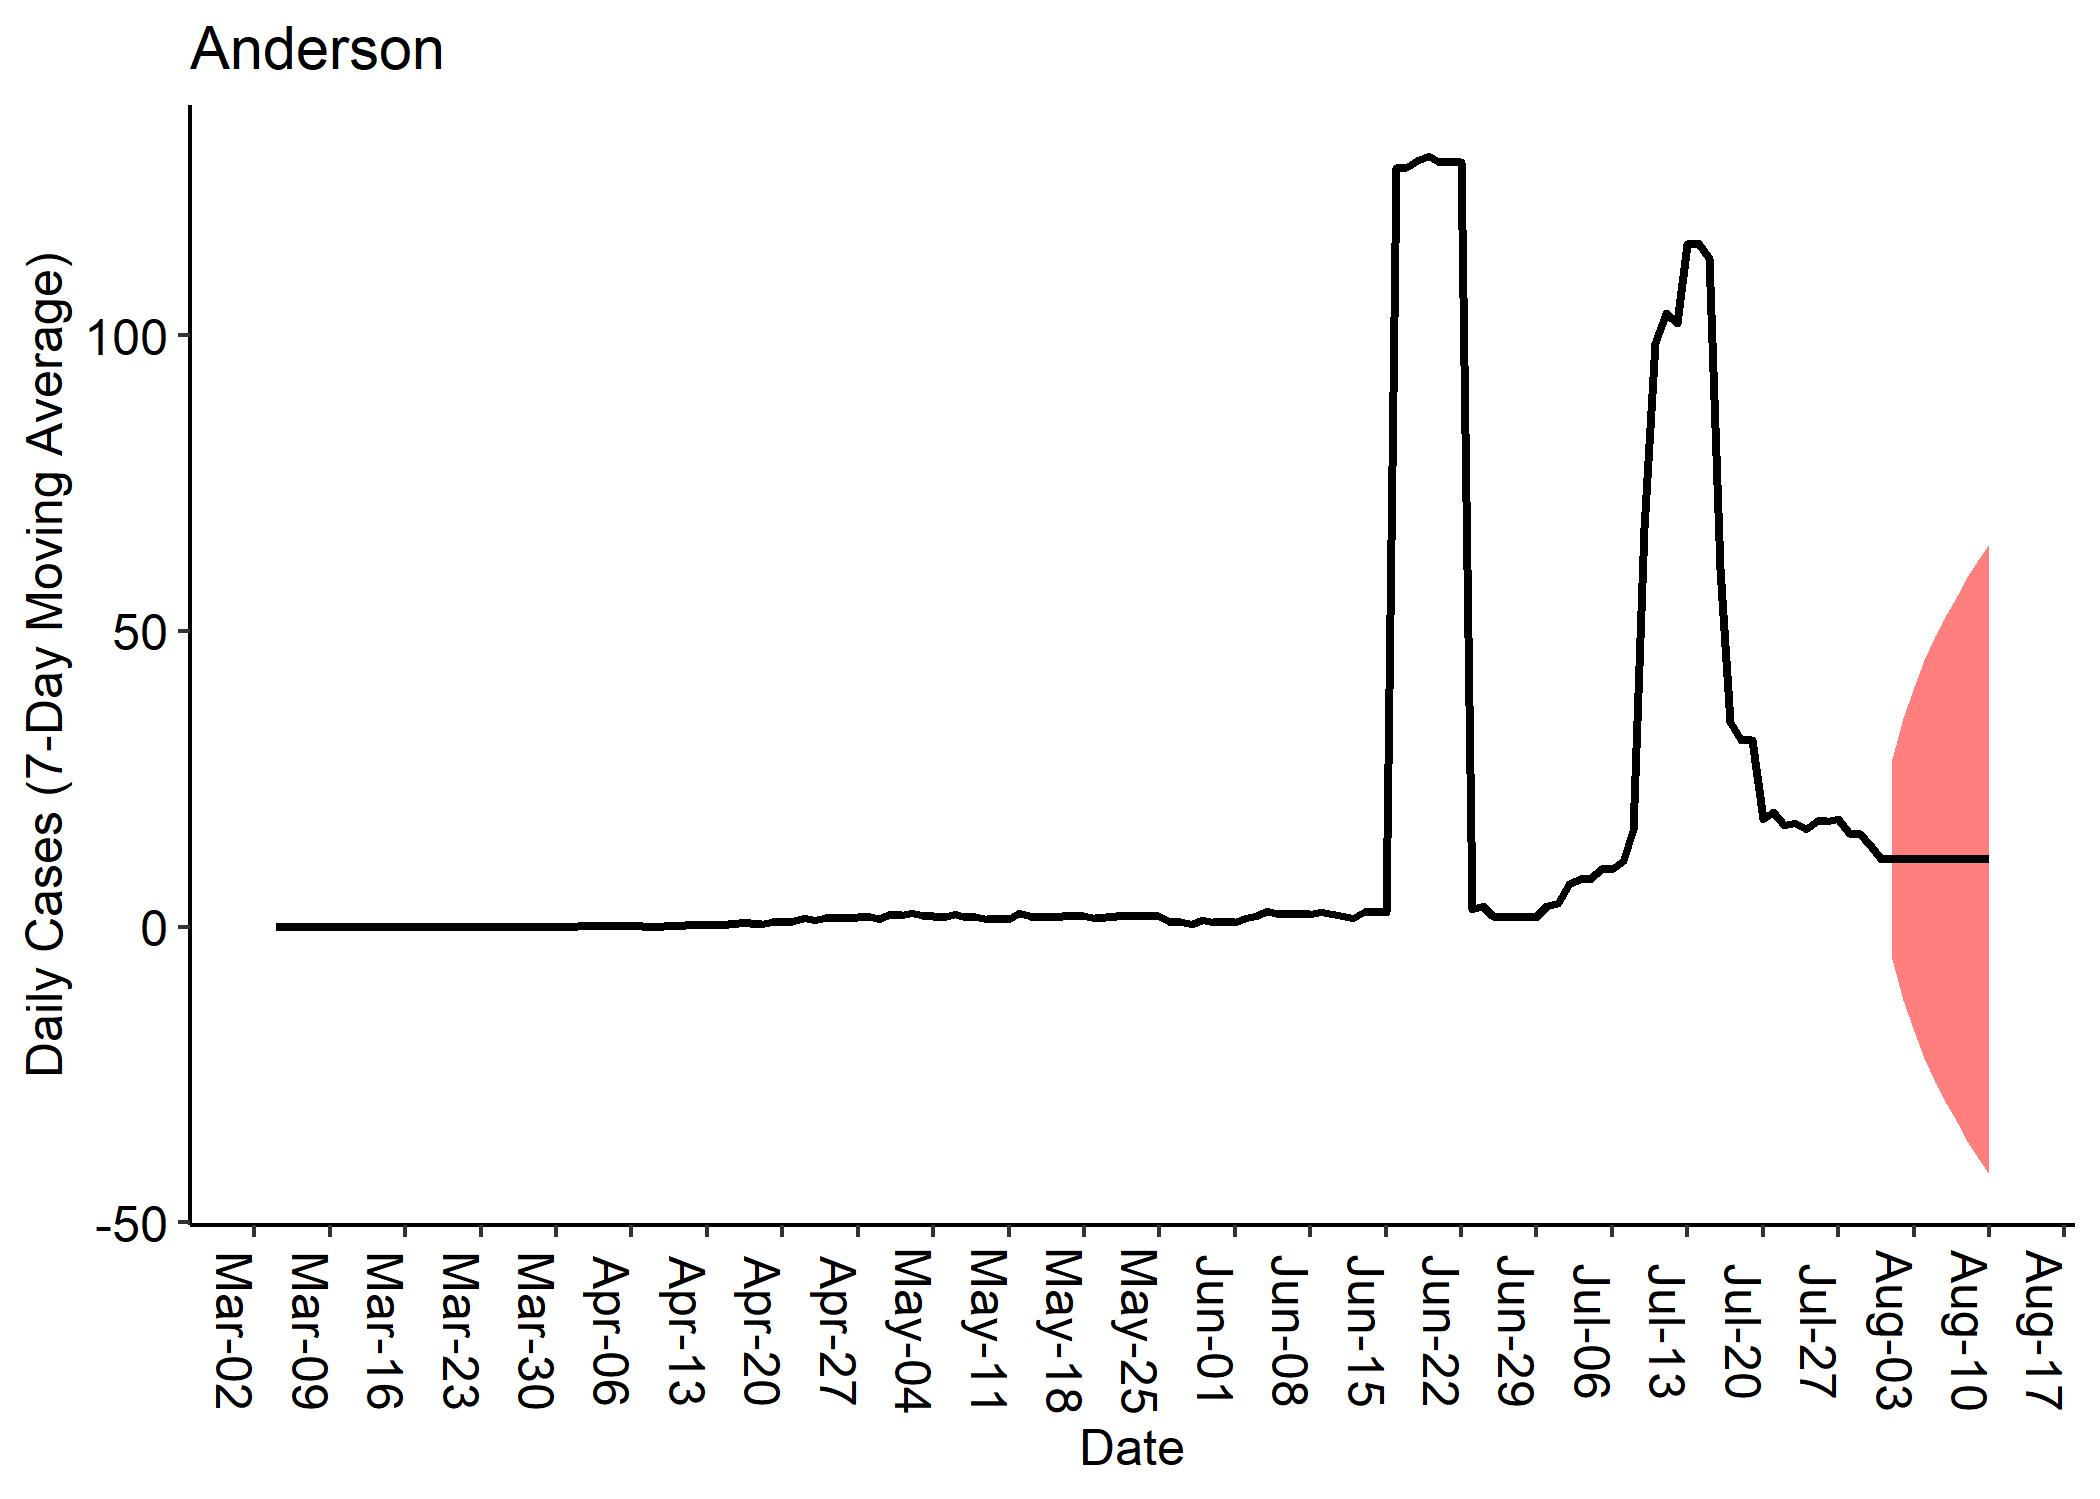 Anderson
Daily Cases (7-Day Moving Average)
100
50
0
-50
Mar-02
Mar-09
Mar-16
Mar-23
Mar-30
Apr-06
Apr-13
Apr-20
Apr-27
May-04
May-11
May-18
May-25
Jun-01
Jun-08
Jun-15
Jun-22
Jun-29
Jul-06
Jul-13
Jul-20
Jul-27
Aug-03
Aug-10
Aug-17
Date